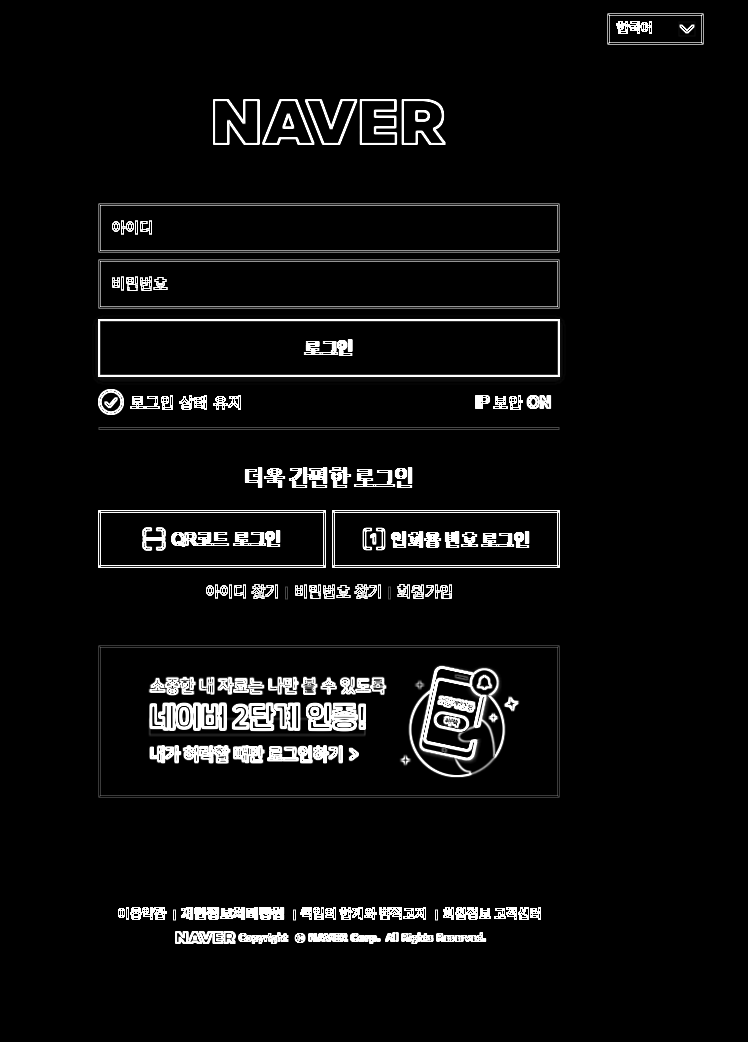 한국어
NAVER
아이디
비밀번호
로그인
로그인 상태 유지 IP 보안 ON
더욱 간편한 로그인
QR코드 로그인 일회용 번호 로그인
아이디 찾기 | 비밀번호 찾기 | 회원가입
소중한 내 자료는 나만 볼 수 있도록
네이버 2단계 인증!
내가 허락할 때만 로그인하기 >
이용약관 | 개인정보처리방침 | 책임의 한계와 법적고지 | 회원정보 고객센터
NAVER Copyright © NAVER Corp. All Rights Reserved.